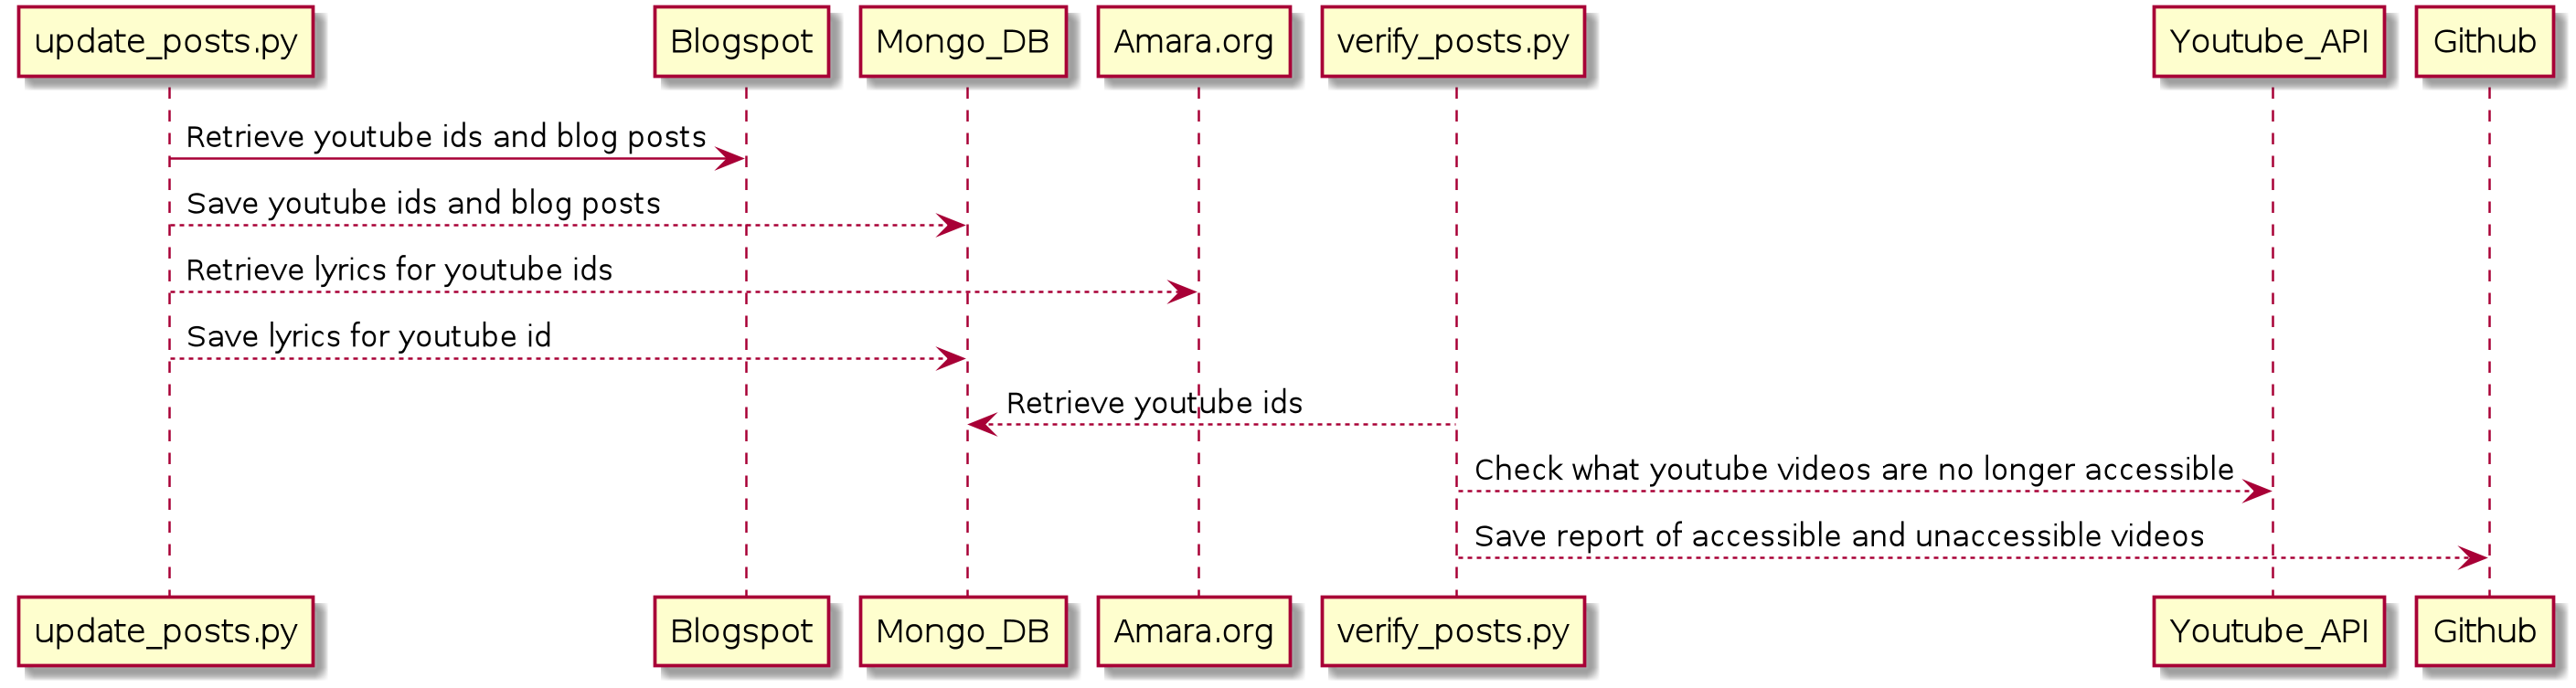 update_posts.py
Blogspot
Mongo_DB
Amara.org
verify_posts.py
Youtube_API
Github
Retrieve youtube ids and blog posts
Save youtube ids and blog posts
Retrieve lyrics for youtube ids
Save lyrics for youtube id
Retrieve youtube ids
Check what youtube videos are no longer accessible
Save report of accessible and unaccessible videos
update_posts.py
Blogspot
Mongo_DB
Amara.org
verify_posts.py
Youtube_API
Github